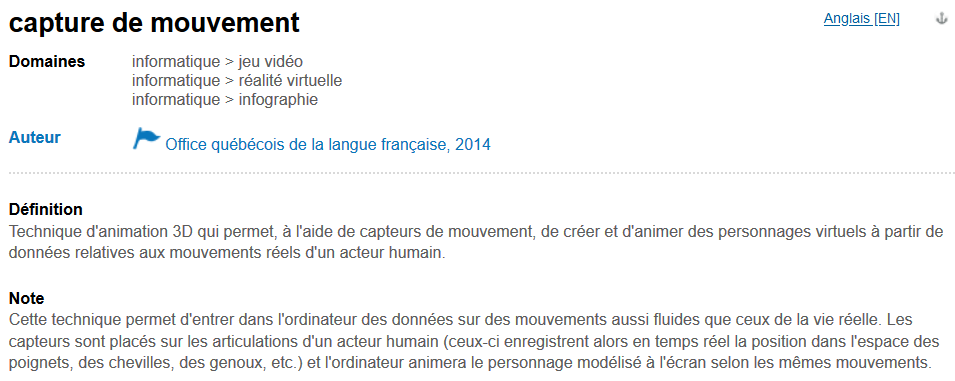 capture de mouvement
Anglais [EN]
Domaines
informatique > jeu vidéo
informatique > réalité virtuelle
informatique > infographie
Auteur
Office québécois de la langue française, 2014
Définition
Technique d'animation 3D qui permet, à l'aide de capteurs de mouvement, de créer et d'animer des personnages virtuels à partir de
données relatives aux mouvements réels d'un acteur humain.
Note
Cette technique permet d'entrer dans l'ordinateur des données sur des mouvements aussi fluides que ceux de la vie réelle. Les
capteurs sont placés sur les articulations d'un acteur humain (ceux-ci enregistrent alors en temps réel la position dans l'espace des
poignets, des chevilles, des genoux, etc.) et l'ordinateur animera le personnage modélisé à l'écran selon les mêmes mouvements.